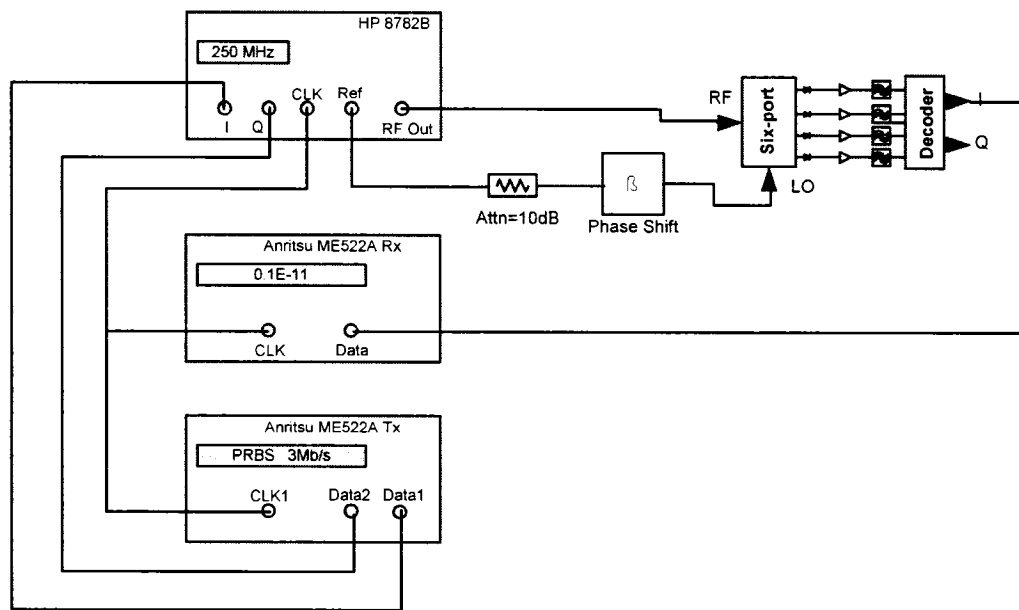 HP 8782B
250 MHz
CLK
Ref
I
Q
RF Out
RF
Six-port
Decoder
I
Q
LO
Attn=10dB
ß
Phase Shift
Anritsu ME522A Rx
0.1E-11
CLK
Data
Anritsu ME522A Tx
PRBS 3Mb/s
CLK1
Data2
Data1